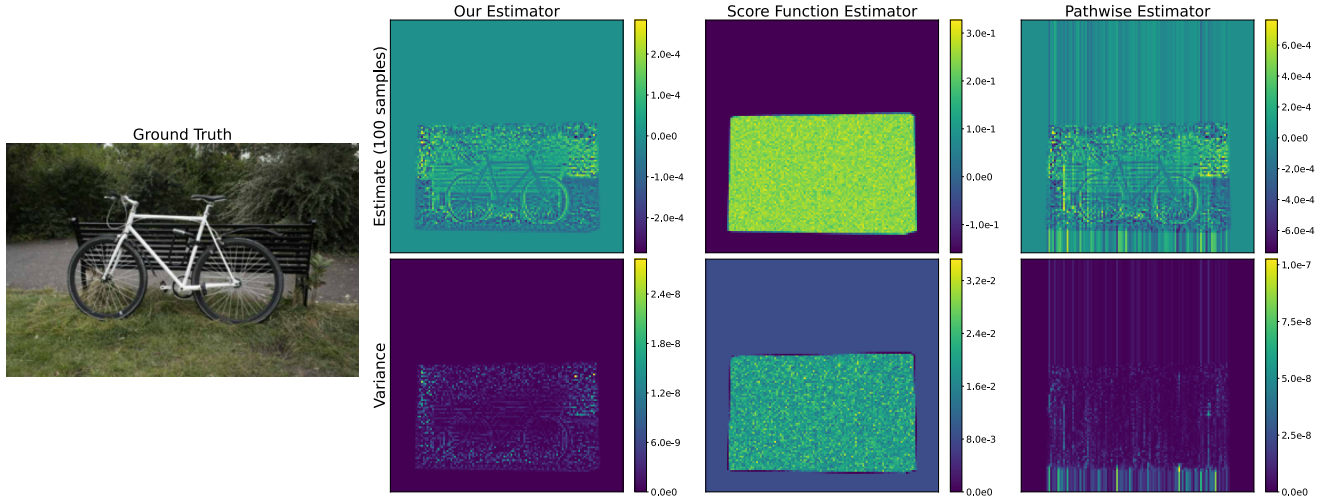 Our Estimator
Score Function Estimator
Pathwise Estimator
Ground Truth
Estimate (100 samples)
2.0e-4
1.0e-4
0.0e0
-1.0e-4
-2.0e-4
3.0e-1
2.0e-1
1.0e-1
0.0e0
-1.0e-1
6.0e-4
4.0e-4
2.0e-4
0.0e0
-2.0e-4
-4.0e-4
-6.0e-4
Variance
2.4e-8
1.8e-8
1.2e-8
6.0e-9
0.0e0
3.2e-2
2.4e-2
1.6e-2
8.0e-3
0.0e0
1.0e-7
7.5e-8
5.0e-8
2.5e-8
0.0e0